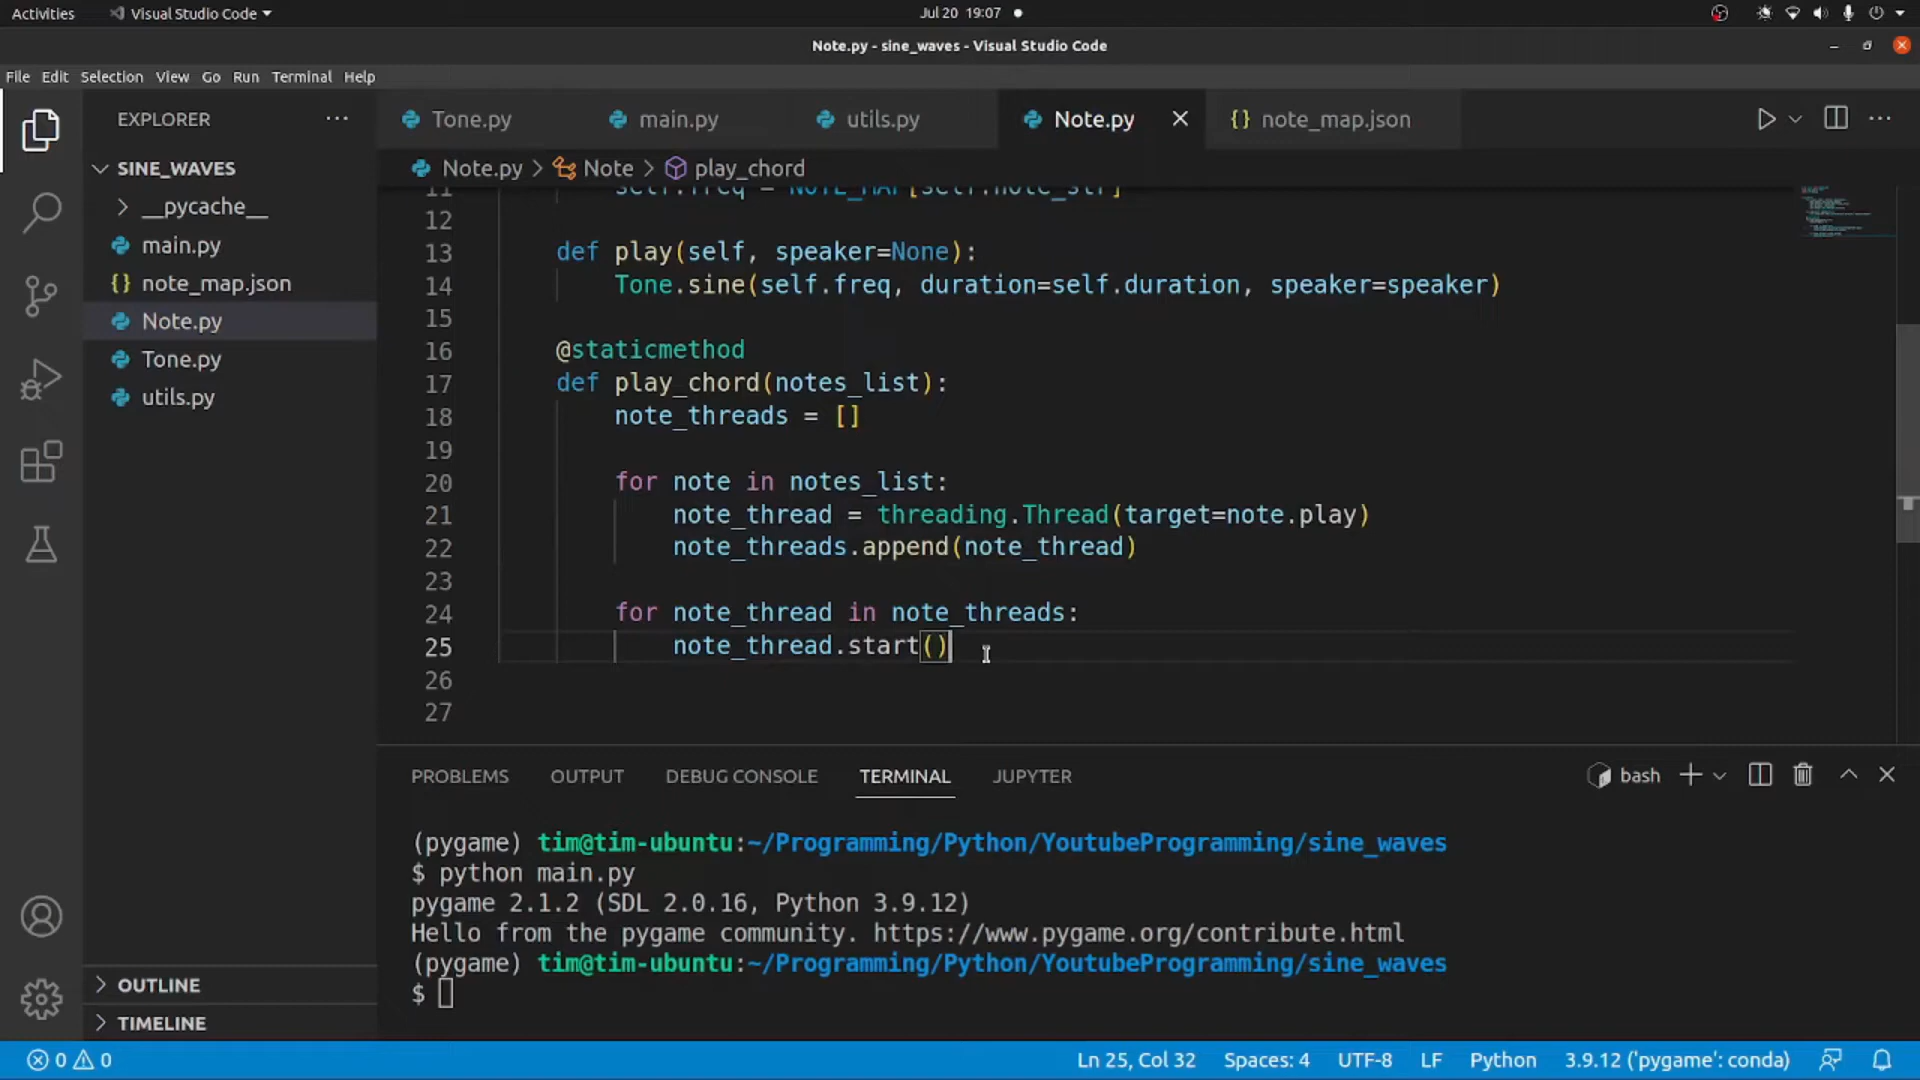 Activities
Visual Studio Code
Jul 20 19:07
Note.py - sine_waves - Visual Studio Code
File Edit Selection View Go Run Terminal Help
EXPLORER
Tone.py
main.py
utils.py
Note.py
{} note_map.json
Note.py > Note > play_chord
SINE_WAVES
__pycache__
main.py
{} note_map.json
Note.py
Tone.py
utils.py
OUTLINE
TIMELINE
11 self.freq = NOTE_MAP[self.note_str]
12
13 def play(self, speaker=None):
14 Tone.sine(self.freq, duration=self.duration, speaker=speaker)
15
16 @staticmethod
17 def play_chord(notes_list):
18 note_threads = []
19
20 for note in notes_list:
21 note_thread = threading.Thread(target=note.play)
22 note_threads.append(note_thread)
23
24 for note_thread in note_threads:
25 note_thread.start()
26
27
PROBLEMS OUTPUT DEBUG CONSOLE TERMINAL JUPYTER
bash
(pygame) tim@tim-ubuntu:~/Programming/Python/YoutubeProgramming/sine_waves
$ python main.py
pygame 2.1.2 (SDL 2.0.16, Python 3.9.12)
Hello from the pygame community. https://www.pygame.org/contribute.html
(pygame) tim@tim-ubuntu:~/Programming/Python/YoutubeProgramming/sine_waves
$
0 0
Ln 25, Col 32 Spaces: 4 UTF-8 LF Python 3.9.12 ('pygame': conda)